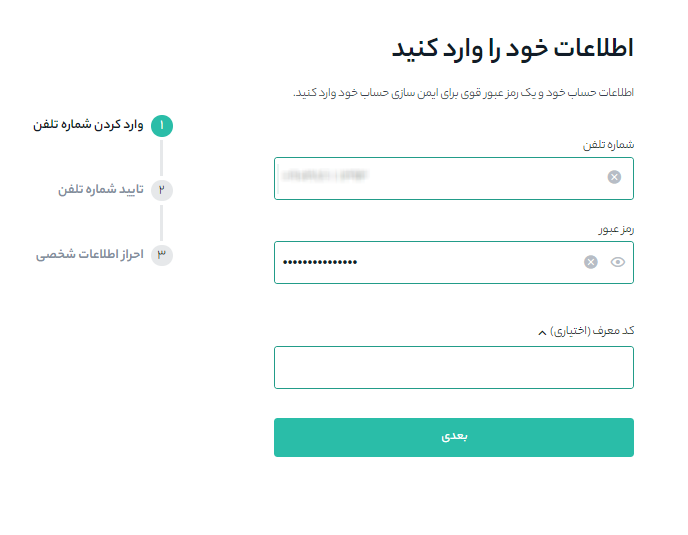 اطلاعات خود را وارد کنید
اطلاعات حساب خود و یک رمز عبور قوی برای ایمن سازی حساب خود وارد کنید.
شماره تلفن
رمز عبور
•••••••••••••••
کد معرف (اختیاری)
بعدی
۱ وارد کردن شماره تلفن
۲ تایید شماره تلفن
۳ احراز اطلاعات شخصی